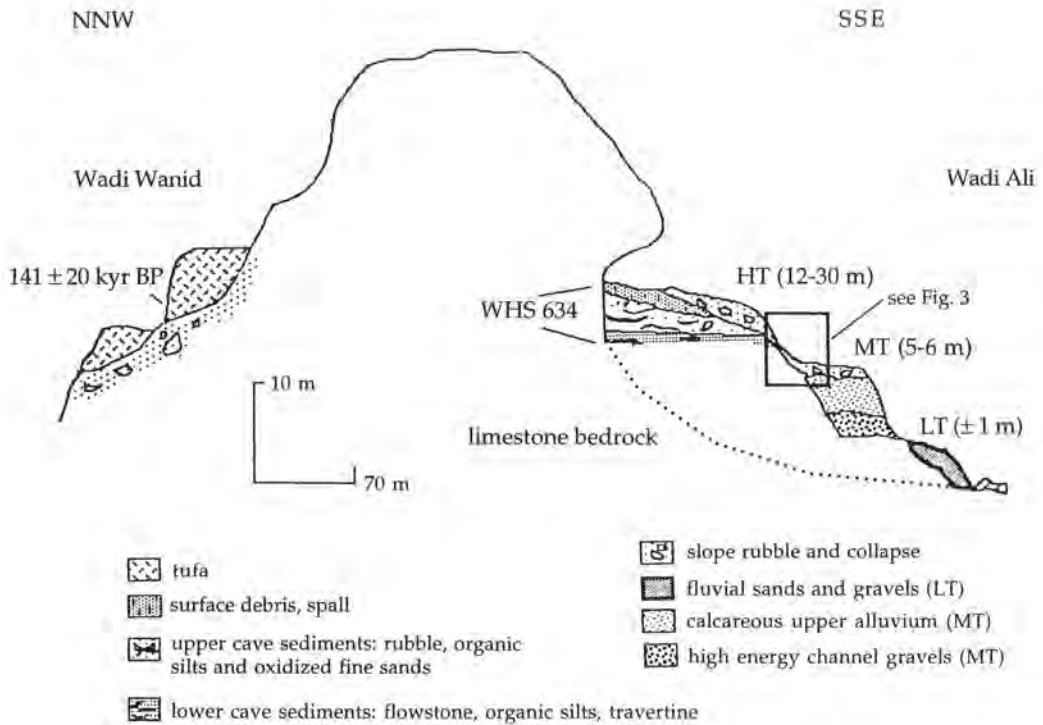 NNW
SSE
Wadi Wanid
Wadi Ali
141 ± 20 kyr BP
HT (12-30 m)
see Fig. 3
WHS 634
MT (5-6 m)
10 m
LT (± 1 m)
limestone bedrock
70 m
tufa
surface debris, spall
upper cave sediments: rubble, organic
silts and oxidized fine sands
lower cave sediments: flowstone, organic silts, travertine
slope rubble and collapse
fluvial sands and gravels (LT)
calcareous upper alluvium (MT)
high energy channel gravels (MT)